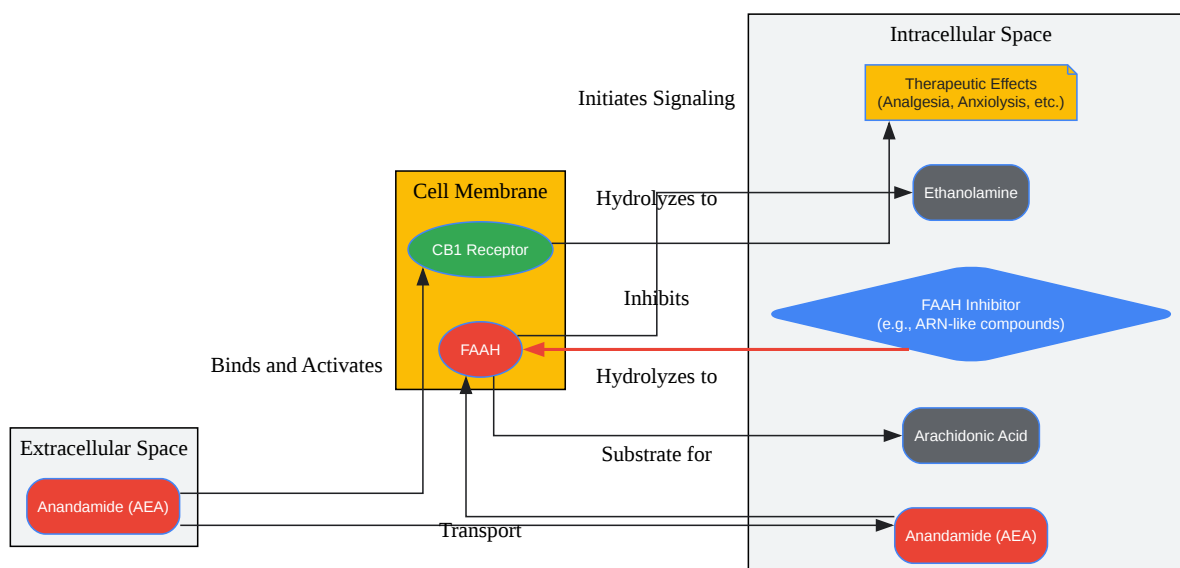 Intracellular Space
Therapeutic Effects
(Analgesia, Anxiolysis, etc.)
Initiates Signaling
Cell Membrane
Hydrolyzes to
Ethanolamine
CB1 Receptor
Inhibits
FAAH Inhibitor
(e.g., ARN-like compounds)
FAAH
Binds and Activates
Hydrolyzes to
Arachidonic Acid
Extracellular Space
Substrate for
Anandamide (AEA)
Transport
Anandamide (AEA)